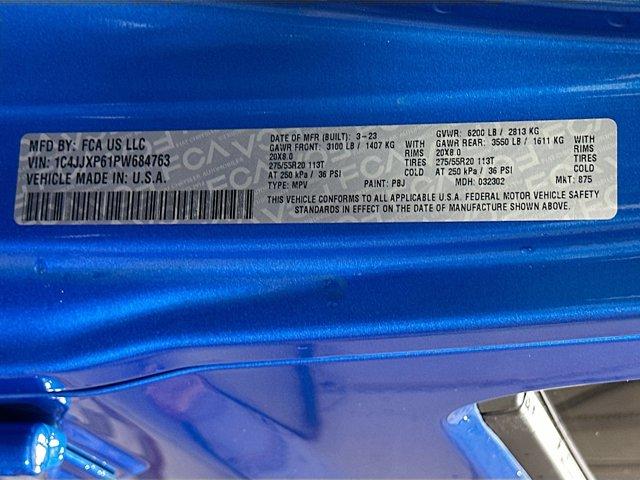 MFD BY: FCA US LLC
VIN: 1C4JJXP61PW684763
VEHICLE MADE IN: U.S.A.
DATE OF MFR (BUILT): 3-23
GAWR FRONT: 3100 LB / 1407 KG WITH
20X8.0 RIMS
275/55R20 113T TIRES
AT 250 kPa / 36 PSI COLD
TYPE: MPV PAINT: PBJ
GVWR: 6200 LB / 2813 KG
GAWR REAR: 3550 LB / 1611 KG WITH
20X8.0 RIMS
275/55R20 113T TIRES
AT 250 kPa / 36 PSI COLD
MDH: 032302 MKT: 875
THIS VEHICLE CONFORMS TO ALL APPLICABLE U.S.A. FEDERAL MOTOR VEHICLE SAFETY
STANDARDS IN EFFECT ON THE DATE OF MANUFACTURE SHOWN ABOVE.